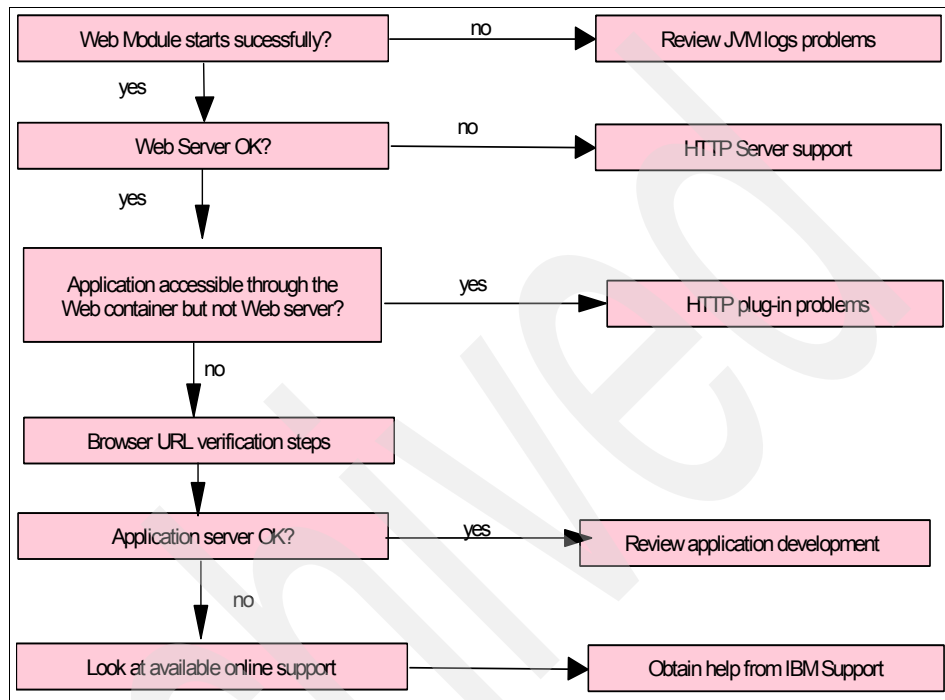 Web Module starts sucessfully?
no
Review JVM logs problems
yes
Web Server OK?
no
HTTP Server support
yes
Application accessible through the
Web container but not Web server?
yes
HTTP plug-in problems
no
Browser URL verification steps
Application server OK?
yes
Review application development
no
Look at available online support
Obtain help from IBM Support
hived